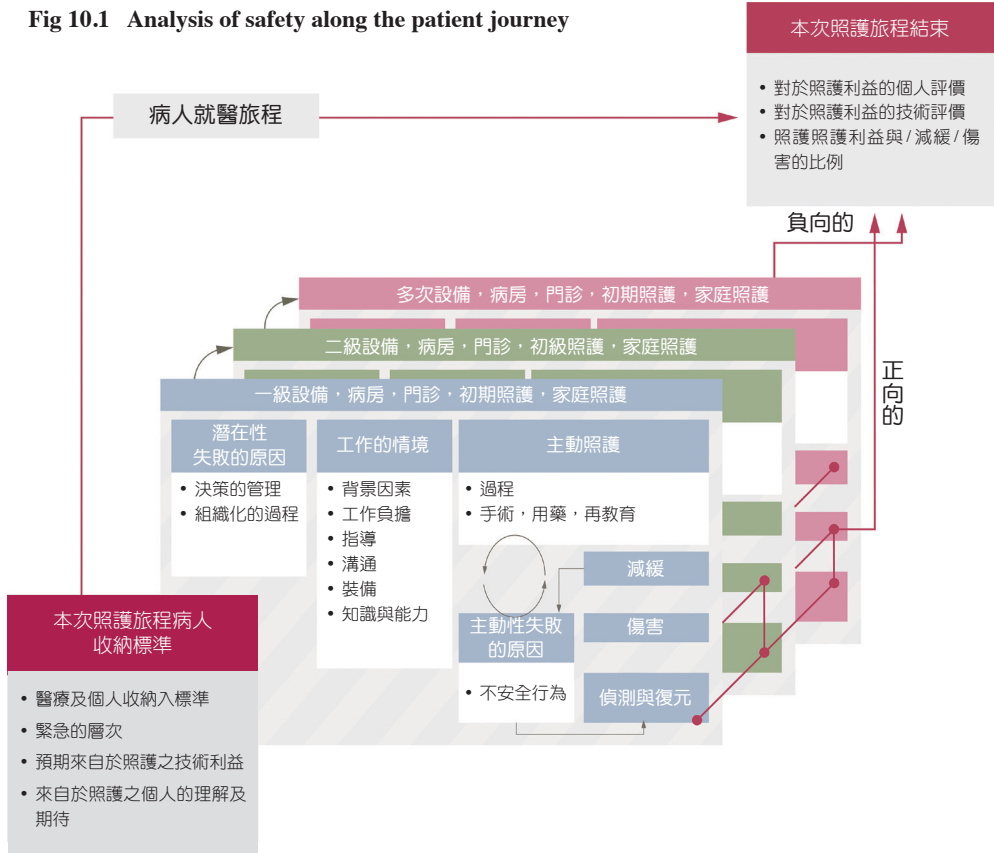 Fig 10.1 Analysis of safety along the patient journey
本次照護旅程結束
• 對於照護利益的個人評價
• 對於照護利益的技術評價
• 照護照護利益與/減緩/傷
害的比例
病人就醫旅程
負向的
正向的
多次設備，病房，門診，初期照護，家庭照護
二級設備，病房，門診，初級照護，家庭照護
一級設備，病房，門診，初期照護，家庭照護
潛在性
失敗的原因
• 決策的管理
• 組織化的過程
工作的情境
• 背景因素
• 工作負擔
• 指導
• 溝通
• 裝備
• 知識與能力
主動照護
• 過程
• 手術，用藥，再教育
減緩
主動性失敗
的原因
• 不安全行為
傷害
偵測與復元
本次照護旅程病人
收納標準
• 醫療及個人收納入標準
• 緊急的層次
• 預期來自於照護之技術利益
• 來自於照護之個人的理解及
期待